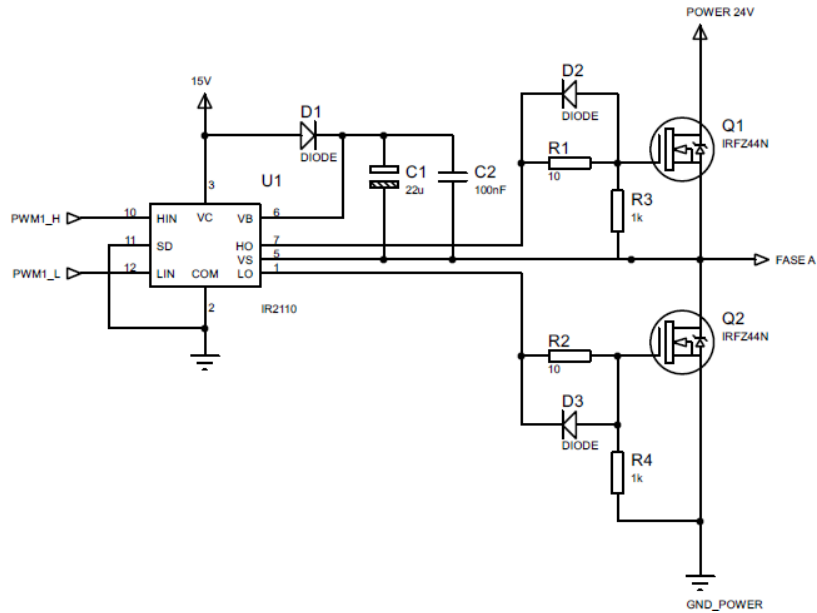 POWER 24V
15V
D1
DIODE
D2
DIODE
Q1
IRFZ44N
R1
10
C1
22u
C2
100nF
R3
1k
U1
3
PWM1_H
10
HIN
VC
VB
6
11
SD
HO
7
VS
5
PWM1_L
12
LIN
COM
LO
1
2
IR2110
FASE A
Q2
IRFZ44N
R2
10
D3
DIODE
R4
1k
GND_POWER